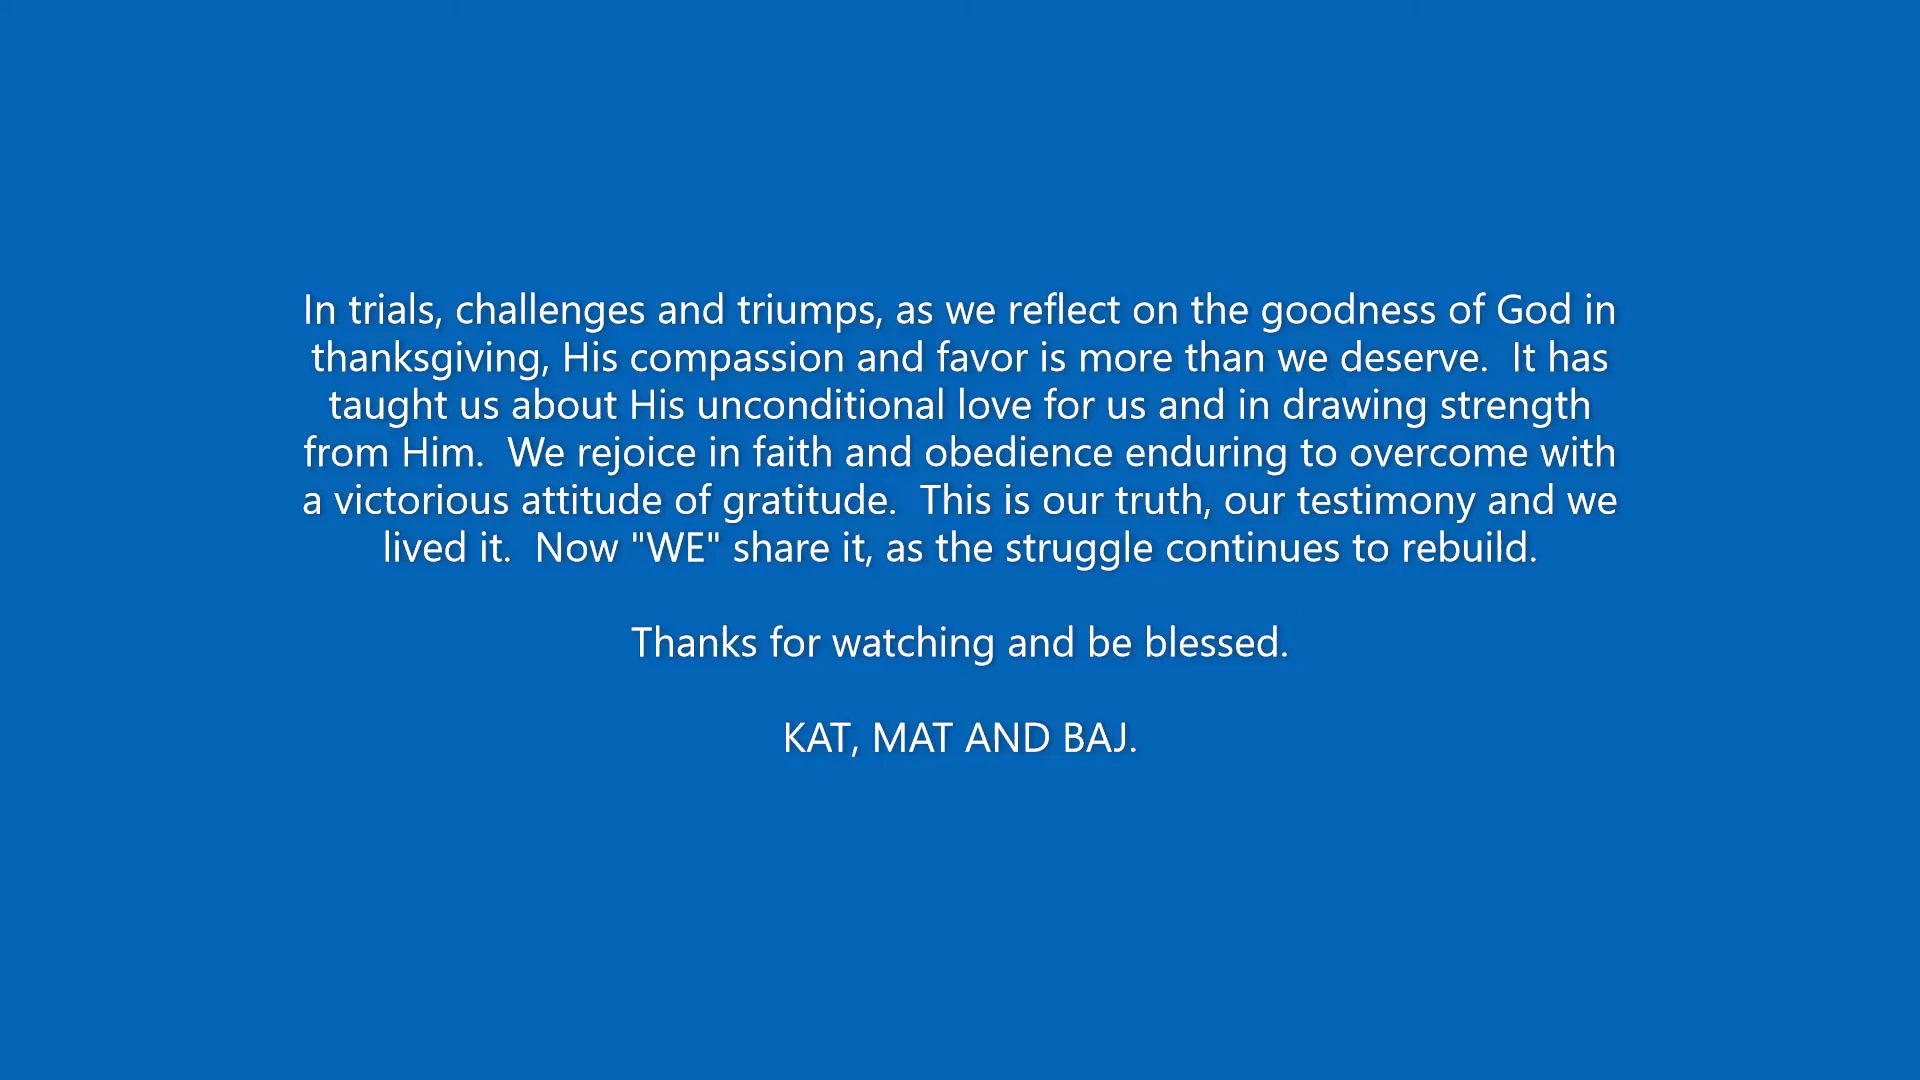 In trials, challenges and triumps, as we reflect on the goodness of God in
thanksgiving, His compassion and favor is more than we deserve.  It has
taught us about His unconditional love for us and in drawing strength
from Him.  We rejoice in faith and obedience enduring to overcome with
a victorious attitude of gratitude.  This is our truth, our testimony and we
lived it.  Now "WE" share it, as the struggle continues to rebuild.
Thanks for watching and be blessed.
KAT, MAT AND BAJ.